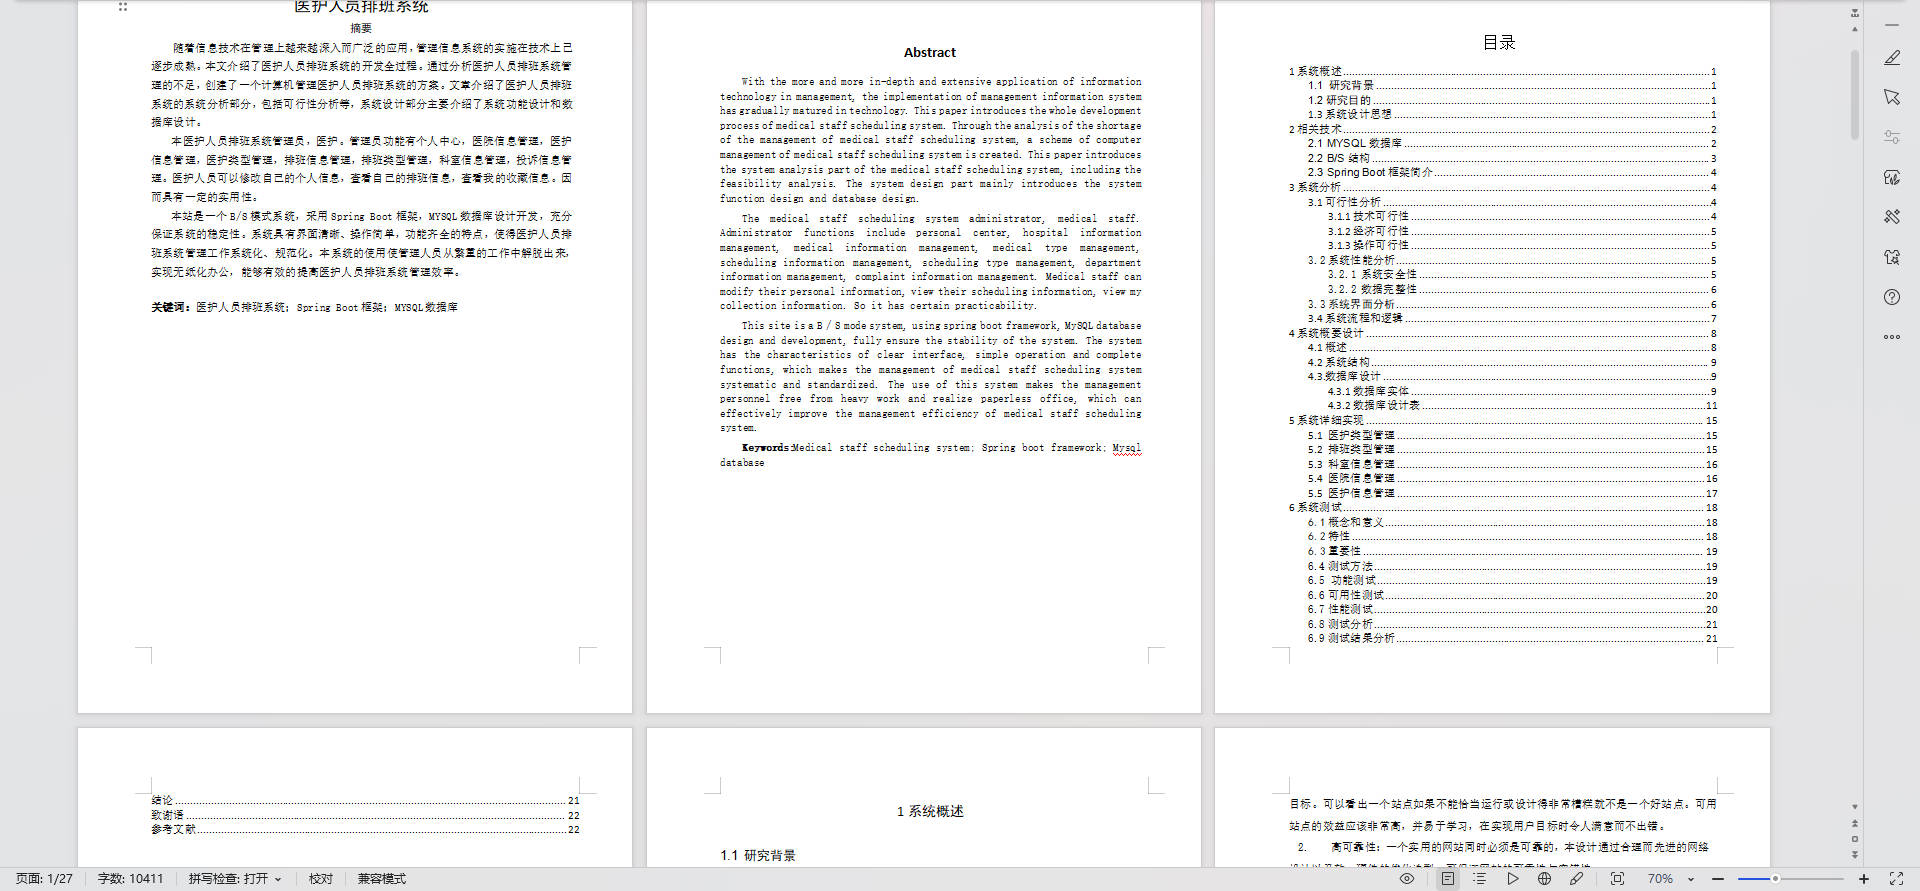 医护人员排班系统
摘要
随着信息技术在管理上越来越深入而广泛的应用,管理信息系统的实施在技术上已
逐步成熟。本文介绍了医护人员排班系统的开发全过程。通过分析医护人员排班系统管
理的不足,创建了一个计算机管理医护人员排班系统的方案。文章介绍了医护人员排班
系统的系统分析部分,包括可行性分析等,系统设计部分主要介绍了系统功能设计和数
据库设计。
本医护人员排班系统管理员,医护。管理员功能有个人中心,医院信息管理,医护
信息管理,医护类型管理,排班信息管理,排班类型管理,科室信息管理,投诉信息管
理。医护人员可以修改自己的个人信息,查看自己的排班信息,查看我的收藏信息。因
而具有一定的实用性。
本站是一个B/S模式系统,采用Spring Boot框架,MYSQL数据库设计开发,充分
保证系统的稳定性。系统具有界面清晰、操作简单,功能齐全的特点,使得医护人员排
班系统管理工作系统化、规范化。本系统的使用使管理人员从繁重的工作中解脱出来,
实现无纸化办公,能够有效的提高医护人员排班系统管理效率。
关键词:医护人员排班系统;Spring Boot框架;MYSQL数据库
Abstract
With the more and more in-depth and extensive application of information
technology in management, the implementation of management information system
has gradually matured in technology. This paper introduces the whole development
process of medical staff scheduling system. Through the analysis of the shortage
of the management of medical staff scheduling system, a scheme of computer
management of medical staff scheduling system is created. This paper introduces
the system analysis part of the medical staff scheduling system, including the
feasibility analysis. The system design part mainly introduces the system
function design and database design.
The medical staff scheduling system administrator, medical staff.
Administrator functions include personal center, hospital information
management, medical information management, medical type management,
scheduling information management, scheduling type management, department
information management, complaint information management. Medical staff can
modify their personal information, view their scheduling information, view my
collection information. So it has certain practicability.
This site is a B / S mode system, using spring boot framework, MySQL database
design and development, fully ensure the stability of the system. The system
has the characteristics of clear interface, simple operation and complete
functions, which makes the management of medical staff scheduling system
systematic and standardized. The use of this system makes the management
personnel free from heavy work and realize paperless office, which can
effectively improve the management efficiency of medical staff scheduling
system.
Keywords:Medical staff scheduling system; Spring boot framework; Mysql
database
目录
1 系统概述 1
1.1 研究背景 1
1.2 研究目的 1
1.3 系统设计思想 1
2 相关技术 2
2.1 MYSQL 数据库 2
2.2 B/S 结构 3
2.3 Spring Boot 框架简介 4
3 系统分析 4
3.1 可行性分析 4
3.1.1 技术可行性 4
3.1.2 经济可行性 5
3.1.3 操作可行性 5
3.2 系统性能分析 5
3.2.1 系统安全性 5
3.2.2 数据完整性 6
3.3 系统界面分析 6
3.4 系统流程和逻辑 7
4 系统概要设计 8
4.1 概述 8
4.2 系统结构 9
4.3.数据库设计 9
4.3.1 数据库实体 9
4.3.2 数据库设计表 11
5 系统详细实现 15
5.1 医护类型管理 15
5.2 排班类型管理 15
5.3 科室信息管理 16
5.4 医院信息管理 16
5.5 医护信息管理 17
6 系统测试 18
6.1 概念和意义 18
6.2 特性 18
6.3 重要性 19
6.4 测试方法 19
6.5 功能测试 19
6.6 可用性测试 20
6.7 性能测试 20
6.8 测试分析 21
6.9 测试结果分析 21
结论 21
致谢语 22
参考文献 22
1 系统概述
1.1 研究背景
目标。可以看出一个站点如果不能恰当运行或设计得非常糟糕就不是一个好站点。可用
站点的效益应该非常高,并易于学习,在实现用户目标时令人满意而不出错。
2. 高可靠性:一个实用的网站同时必须是可靠的,本设计通过合理而先进的网络
页面: 1/27 字数: 10411 拼写检查: 打开 校对 兼容模式 70%